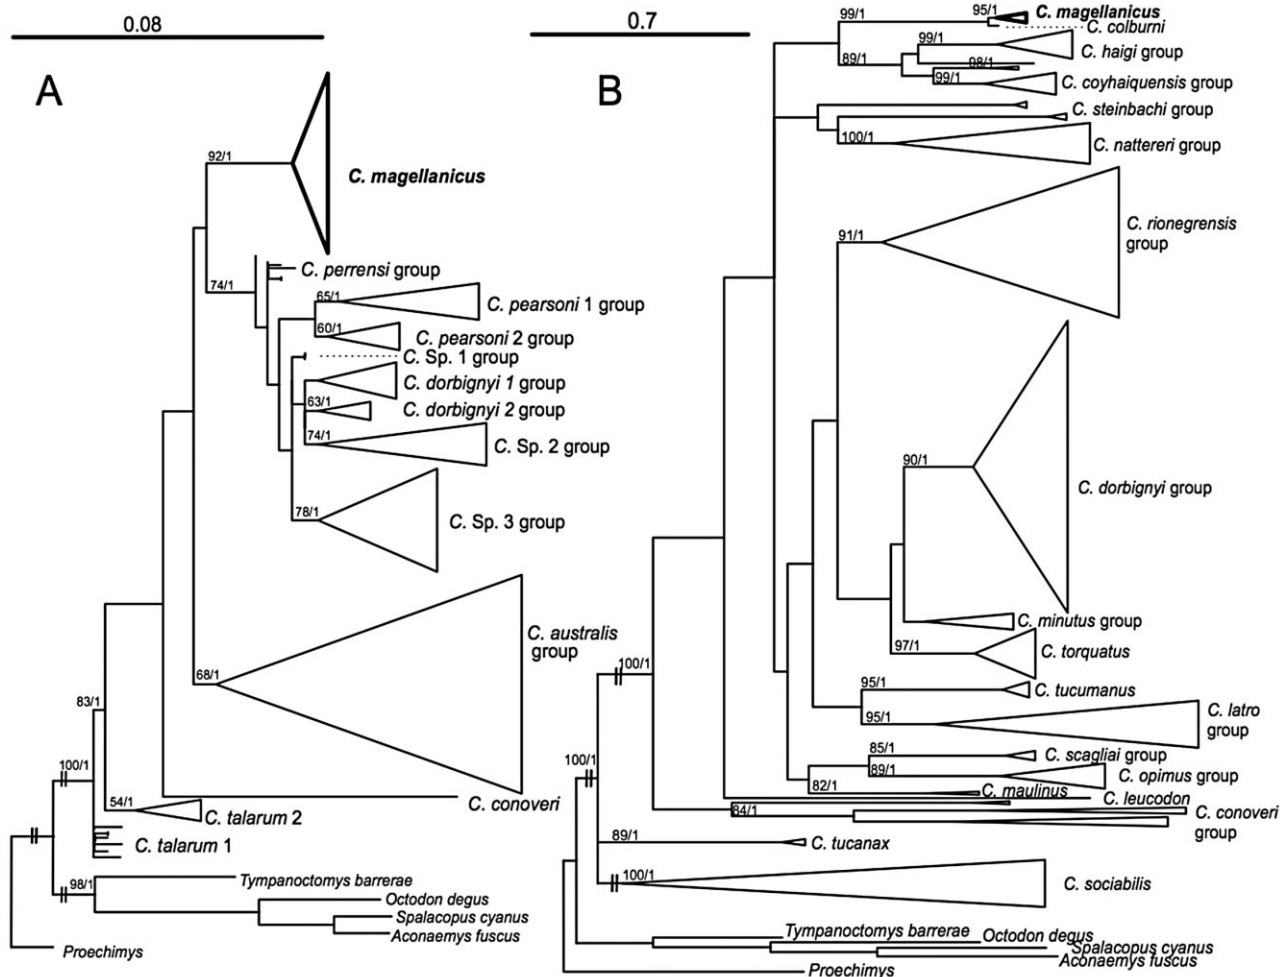 0.08
A
92/1
C. magellanicus
74/1
C. perrensi group
65/1
C. pearsoni 1 group
60/1
C. pearsoni 2 group
C. Sp. 1 group
C. dorbignyi 1 group
63/1
C. dorbignyi 2 group
74/1
C. Sp. 2 group
78/1
C. Sp. 3 group
C. australis
group
68/1
83/1
100/1
C. conoveri
54/1
C. talarum 2
C. talarum 1
98/1
Tympanoctomys barrerae
Octodon degus
Spalacopus cyanus
Aconaemys fuscus
Proechimys
0.7
B
99/1
95/1
C. magellanicus
C. colburni
99/1
C. haigi group
89/1
98/1
99/1
C. coyhaiquensis group
C. steinbachi group
100/1
C. nattereri group
91/1
C. rionegrensis
group
90/1
C. dorbignyi group
C. minutus group
97/1
C. torquatus
100/1
95/1
C. tucumanus
95/1
C. latro
group
85/1
C. scagliai group
89/1
C. opimus group
82/1
C. maulinus
C. leucodon
84/1
C. conoveri
group
100/1
89/1
C. tucanax
100/1
C. sociabilis
Tympanoctomys barrerae
Octodon degus
Spalacopus cyanus
Aconaemys fuscus
Proechimys